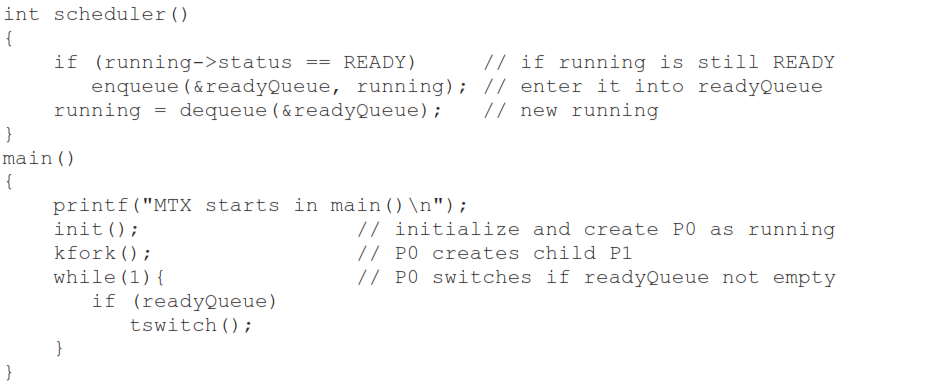 int scheduler()
{
    if (running->status == READY)       // if running is still READY
       enqueue(&readyQueue, running); // enter it into readyQueue
    running = dequeue(&readyQueue);    // new running
}
main()
{
    printf("MTX starts in main()\n");
    init();                  // initialize and create P0 as running
    kfork();                 // P0 creates child P1
    while(1){                // P0 switches if readyQueue not empty
       if (readyQueue)
          tswitch();
    }
}